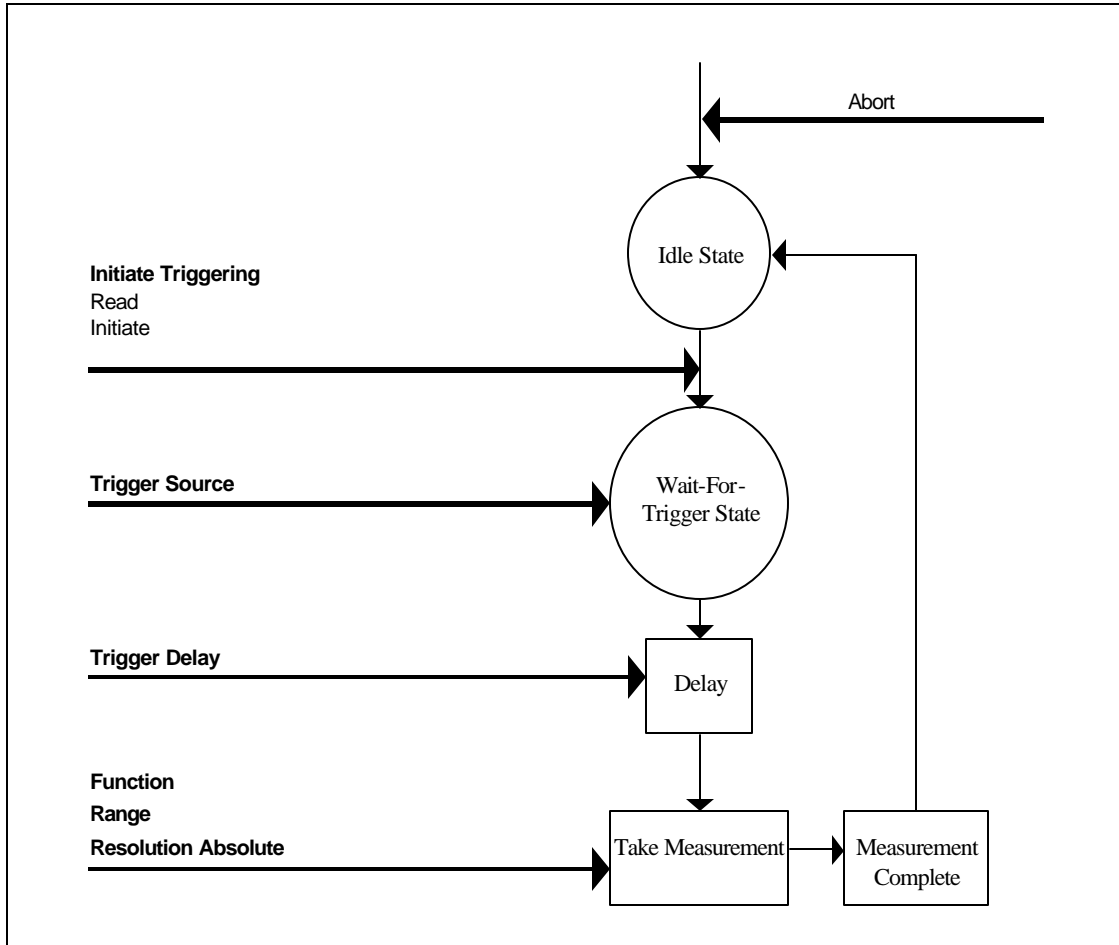 Abort
Idle State
Initiate Triggering
Read
Initiate
Trigger Source
Wait-For-
Trigger State
Trigger Delay
Delay
Function
Range
Resolution Absolute
Take Measurement
Measurement
Complete